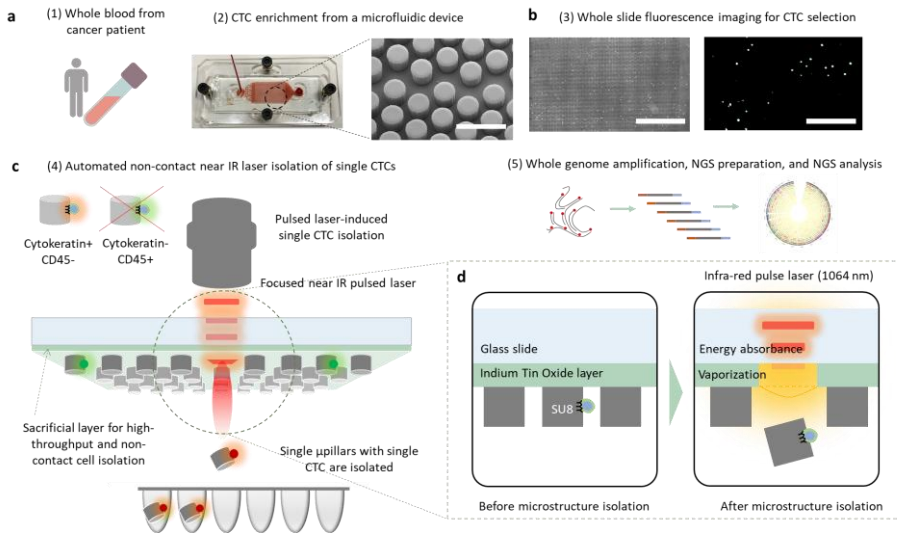 a
(1) Whole blood from
cancer patient
(2) CTC enrichment from a microfluidic device
b
(3) Whole slide fluorescence imaging for CTC selection
c
(4) Automated non-contact near IR laser isolation of single CTCs
Cytokeratin+
CD45-
Cytokeratin-
CD45+
Pulsed laser-induced
single CTC isolation
Focused near IR pulsed laser
Sacrificial layer for high-
throughput and non-
contact cell isolation
Single μpillars with single
CTC are isolated
(5) Whole genome amplification, NGS preparation, and NGS analysis
d
Infra-red pulse laser (1064 nm)
Glass slide
Indium Tin Oxide layer
SU8
Before microstructure isolation
Energy absorbance
Vaporization
After microstructure isolation